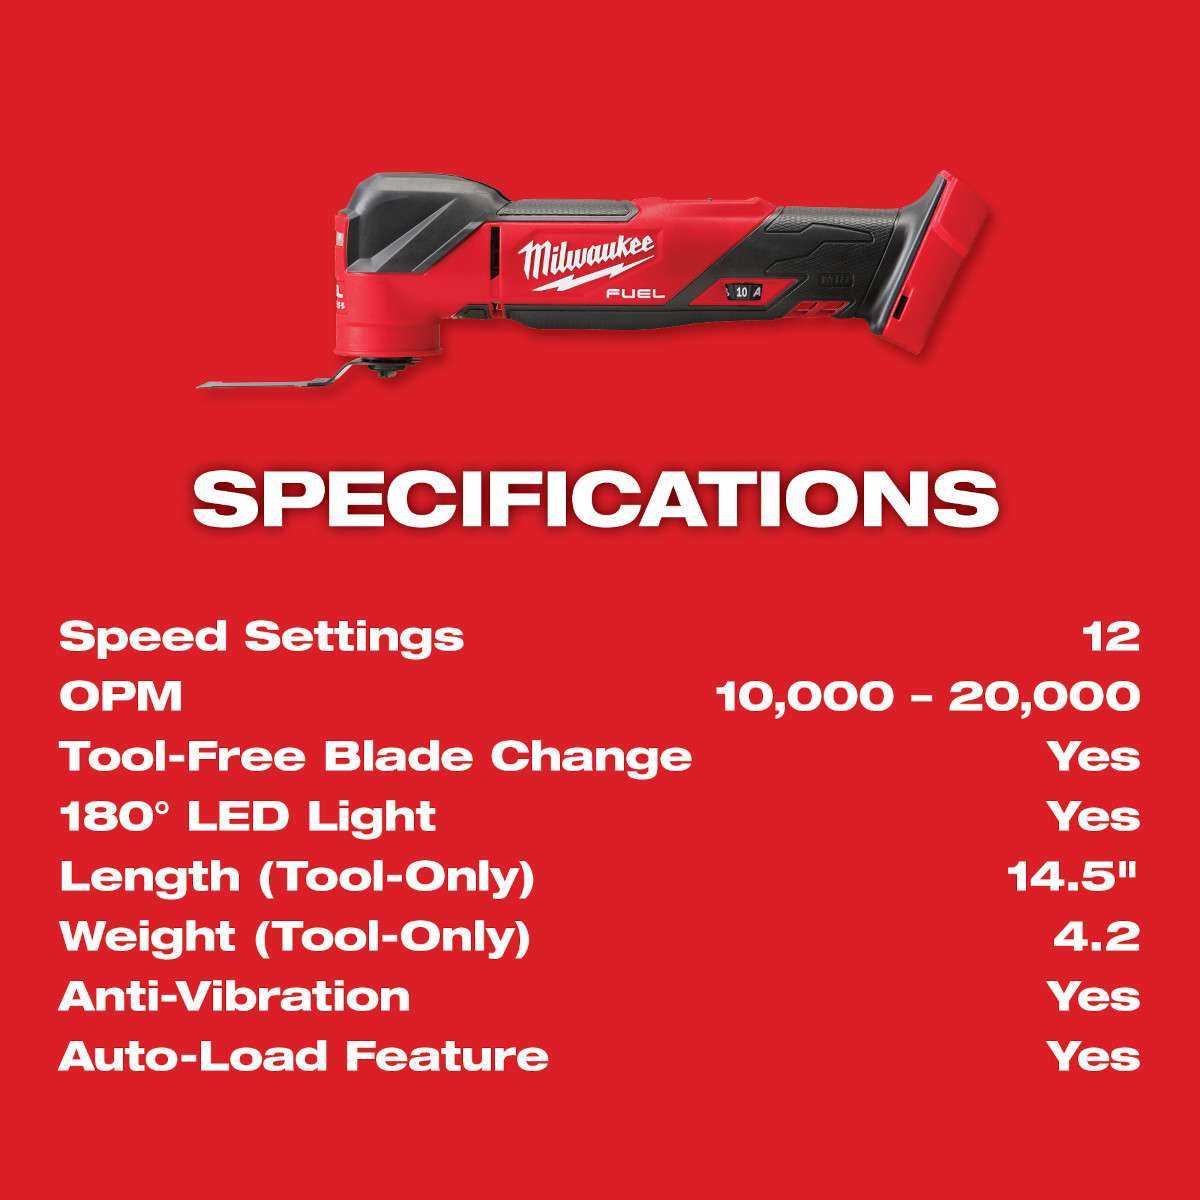 Milwaukee
FUEL
10 A
SPECIFICATIONS
Speed Settings 12
OPM 10,000 – 20,000
Tool-Free Blade Change Yes
180° LED Light Yes
Length (Tool-Only) 14.5"
Weight (Tool-Only) 4.2
Anti-Vibration Yes
Auto-Load Feature Yes